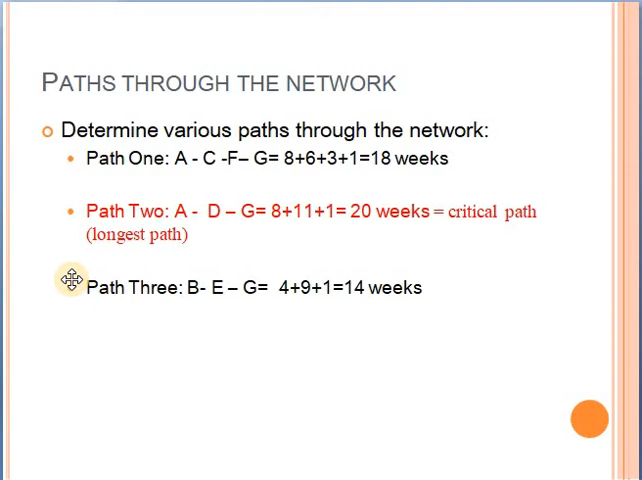 PATHS THROUGH THE NETWORK
Determine various paths through the network:
Path One: A - C -F– G= 8+6+3+1=18 weeks
Path Two: A - D – G= 8+11+1= 20 weeks = critical path
(longest path)
Path Three: B- E – G= 4+9+1=14 weeks